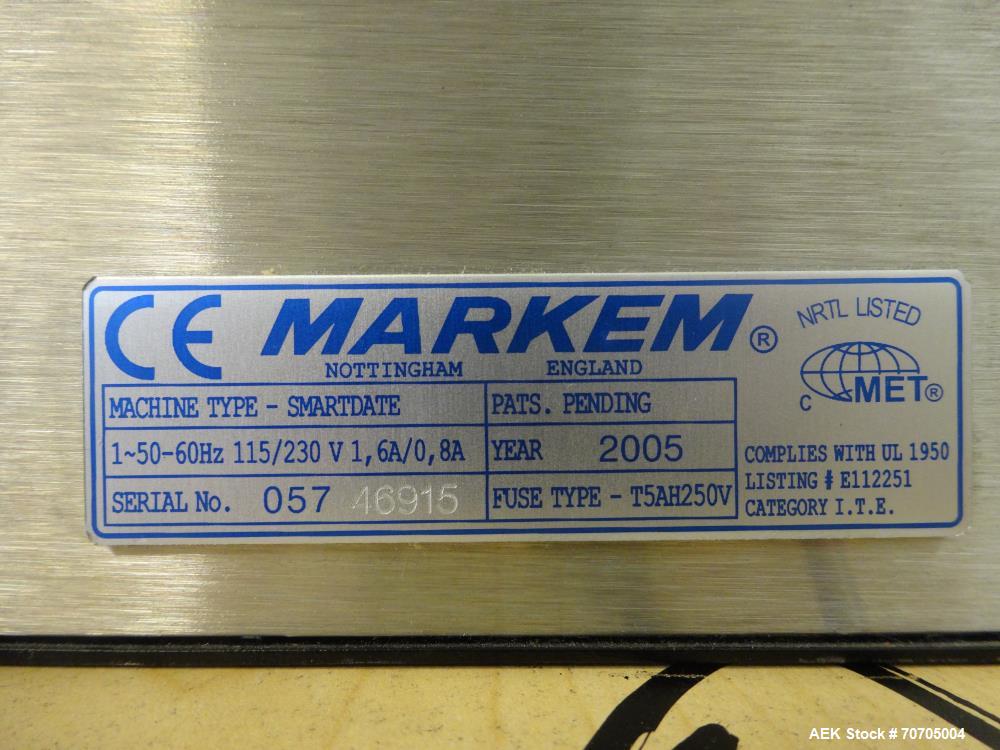 CE MARKEM®
NOTTINGHAM ENGLAND
MACHINE TYPE - SMARTDATE
1~50-60Hz 115/230 V 1,6A/0,8A
SERIAL No. 057 46915
PATS. PENDING
YEAR 2005
FUSE TYPE - T5AH250V
NRTL LISTED
C MET®
COMPLIES WITH UL 1950
LISTING # E112251
CATEGORY I.T.E.
AEK Stock # 70705004